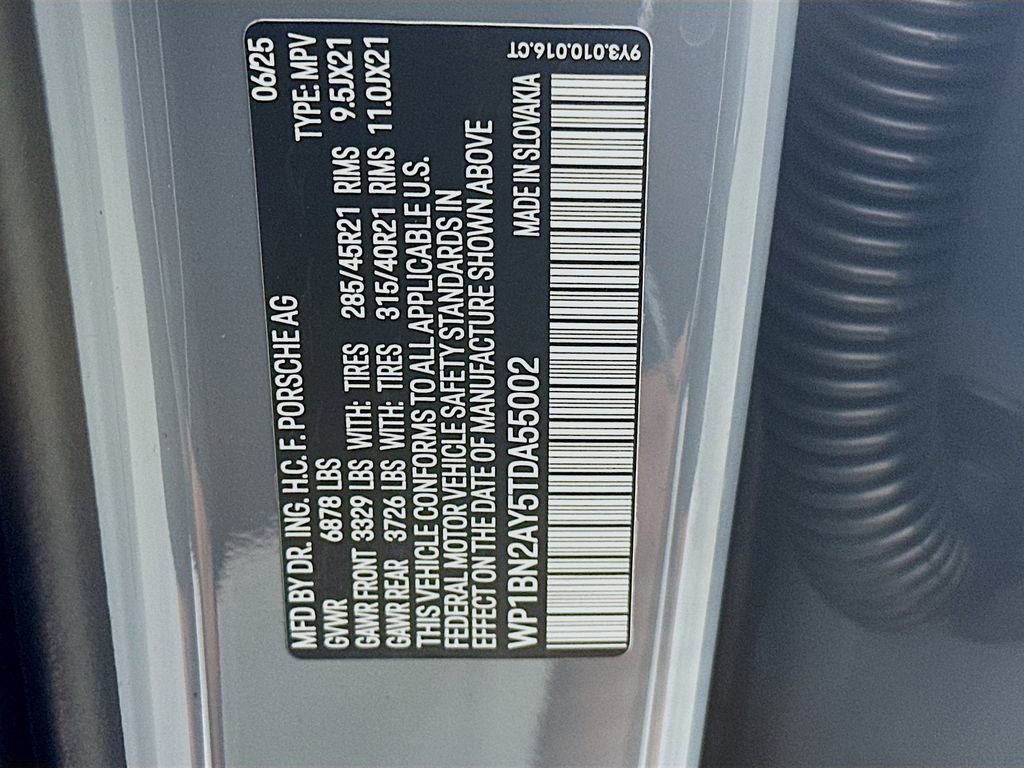 06/25
MFD BY DR. ING. H.C. F. PORSCHE AG TYPE: MPV
GVWR 6878 LBS
GAWR FRONT 3329 LBS WITH: TIRES 285/45R21 RIMS 9.5JX21
GAWR REAR 3726 LBS WITH: TIRES 315/40R21 RIMS 11.0JX21
THIS VEHICLE CONFORMS TO ALL APPLICABLE U.S.
FEDERAL MOTOR VEHICLE SAFETY STANDARDS IN
EFFECT ON THE DATE OF MANUFACTURE SHOWN ABOVE
WP1BN2AY5TDA55002 MADE IN SLOVAKIA
9Y3.010.016.CT